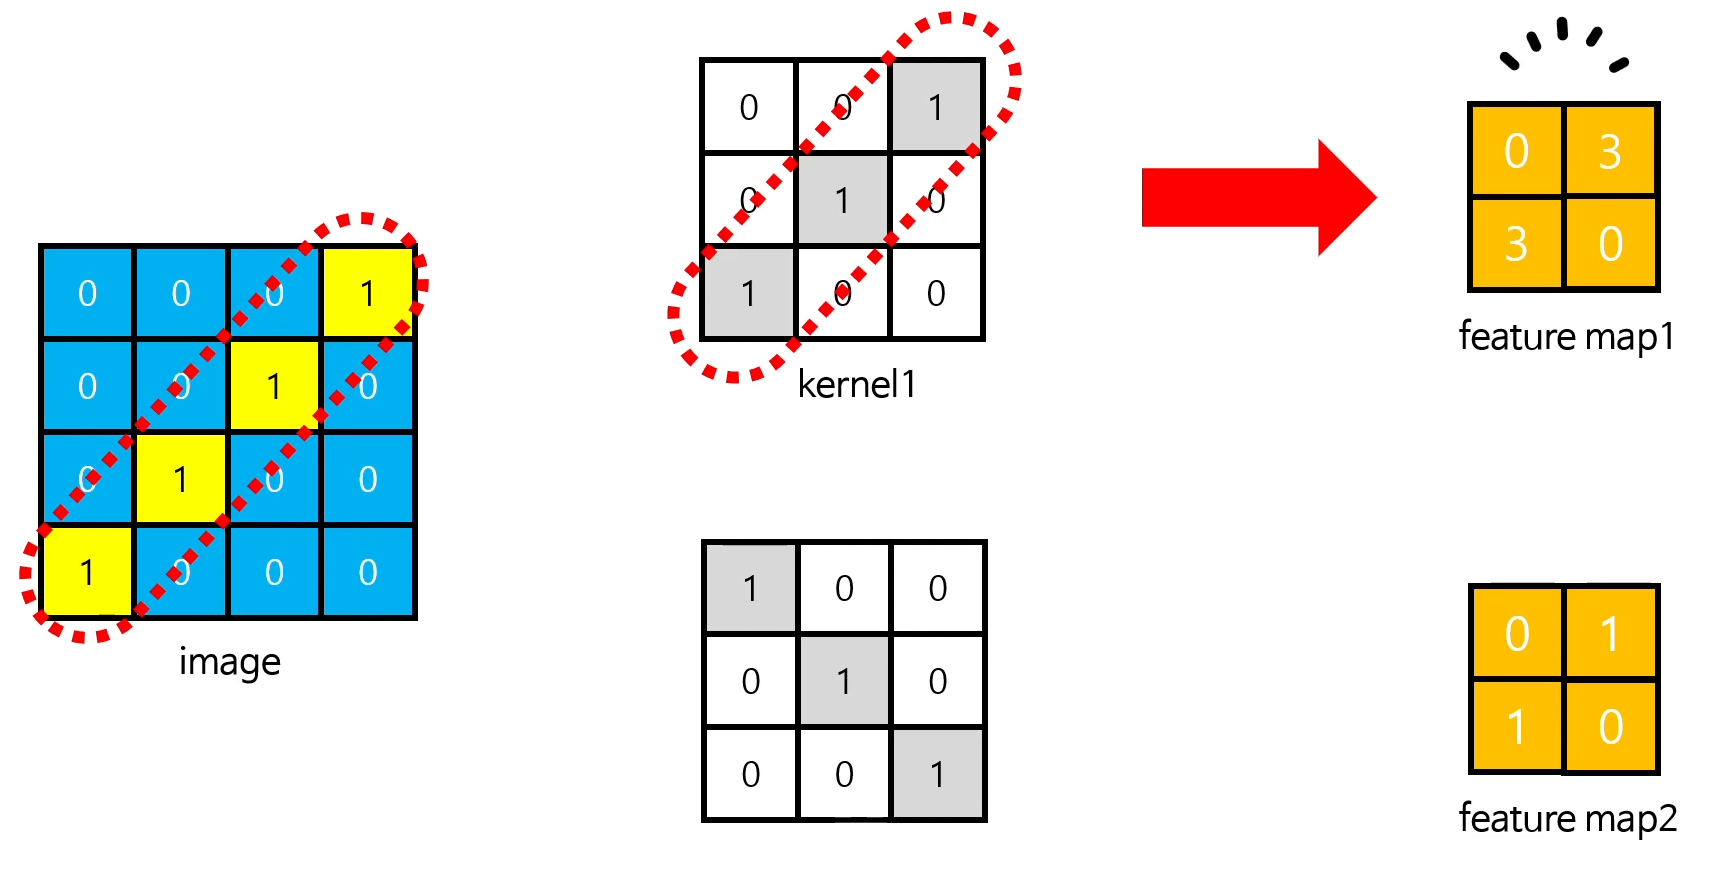 0 0 0 1
0 0 1 0
0 1 0 0
1 0 0 0
image
0 0 1
0 1 0
1 0 0
kernel1
0 3
3 0
feature map1
1 0 0
0 1 0
0 0 1
0 1
1 0
feature map2